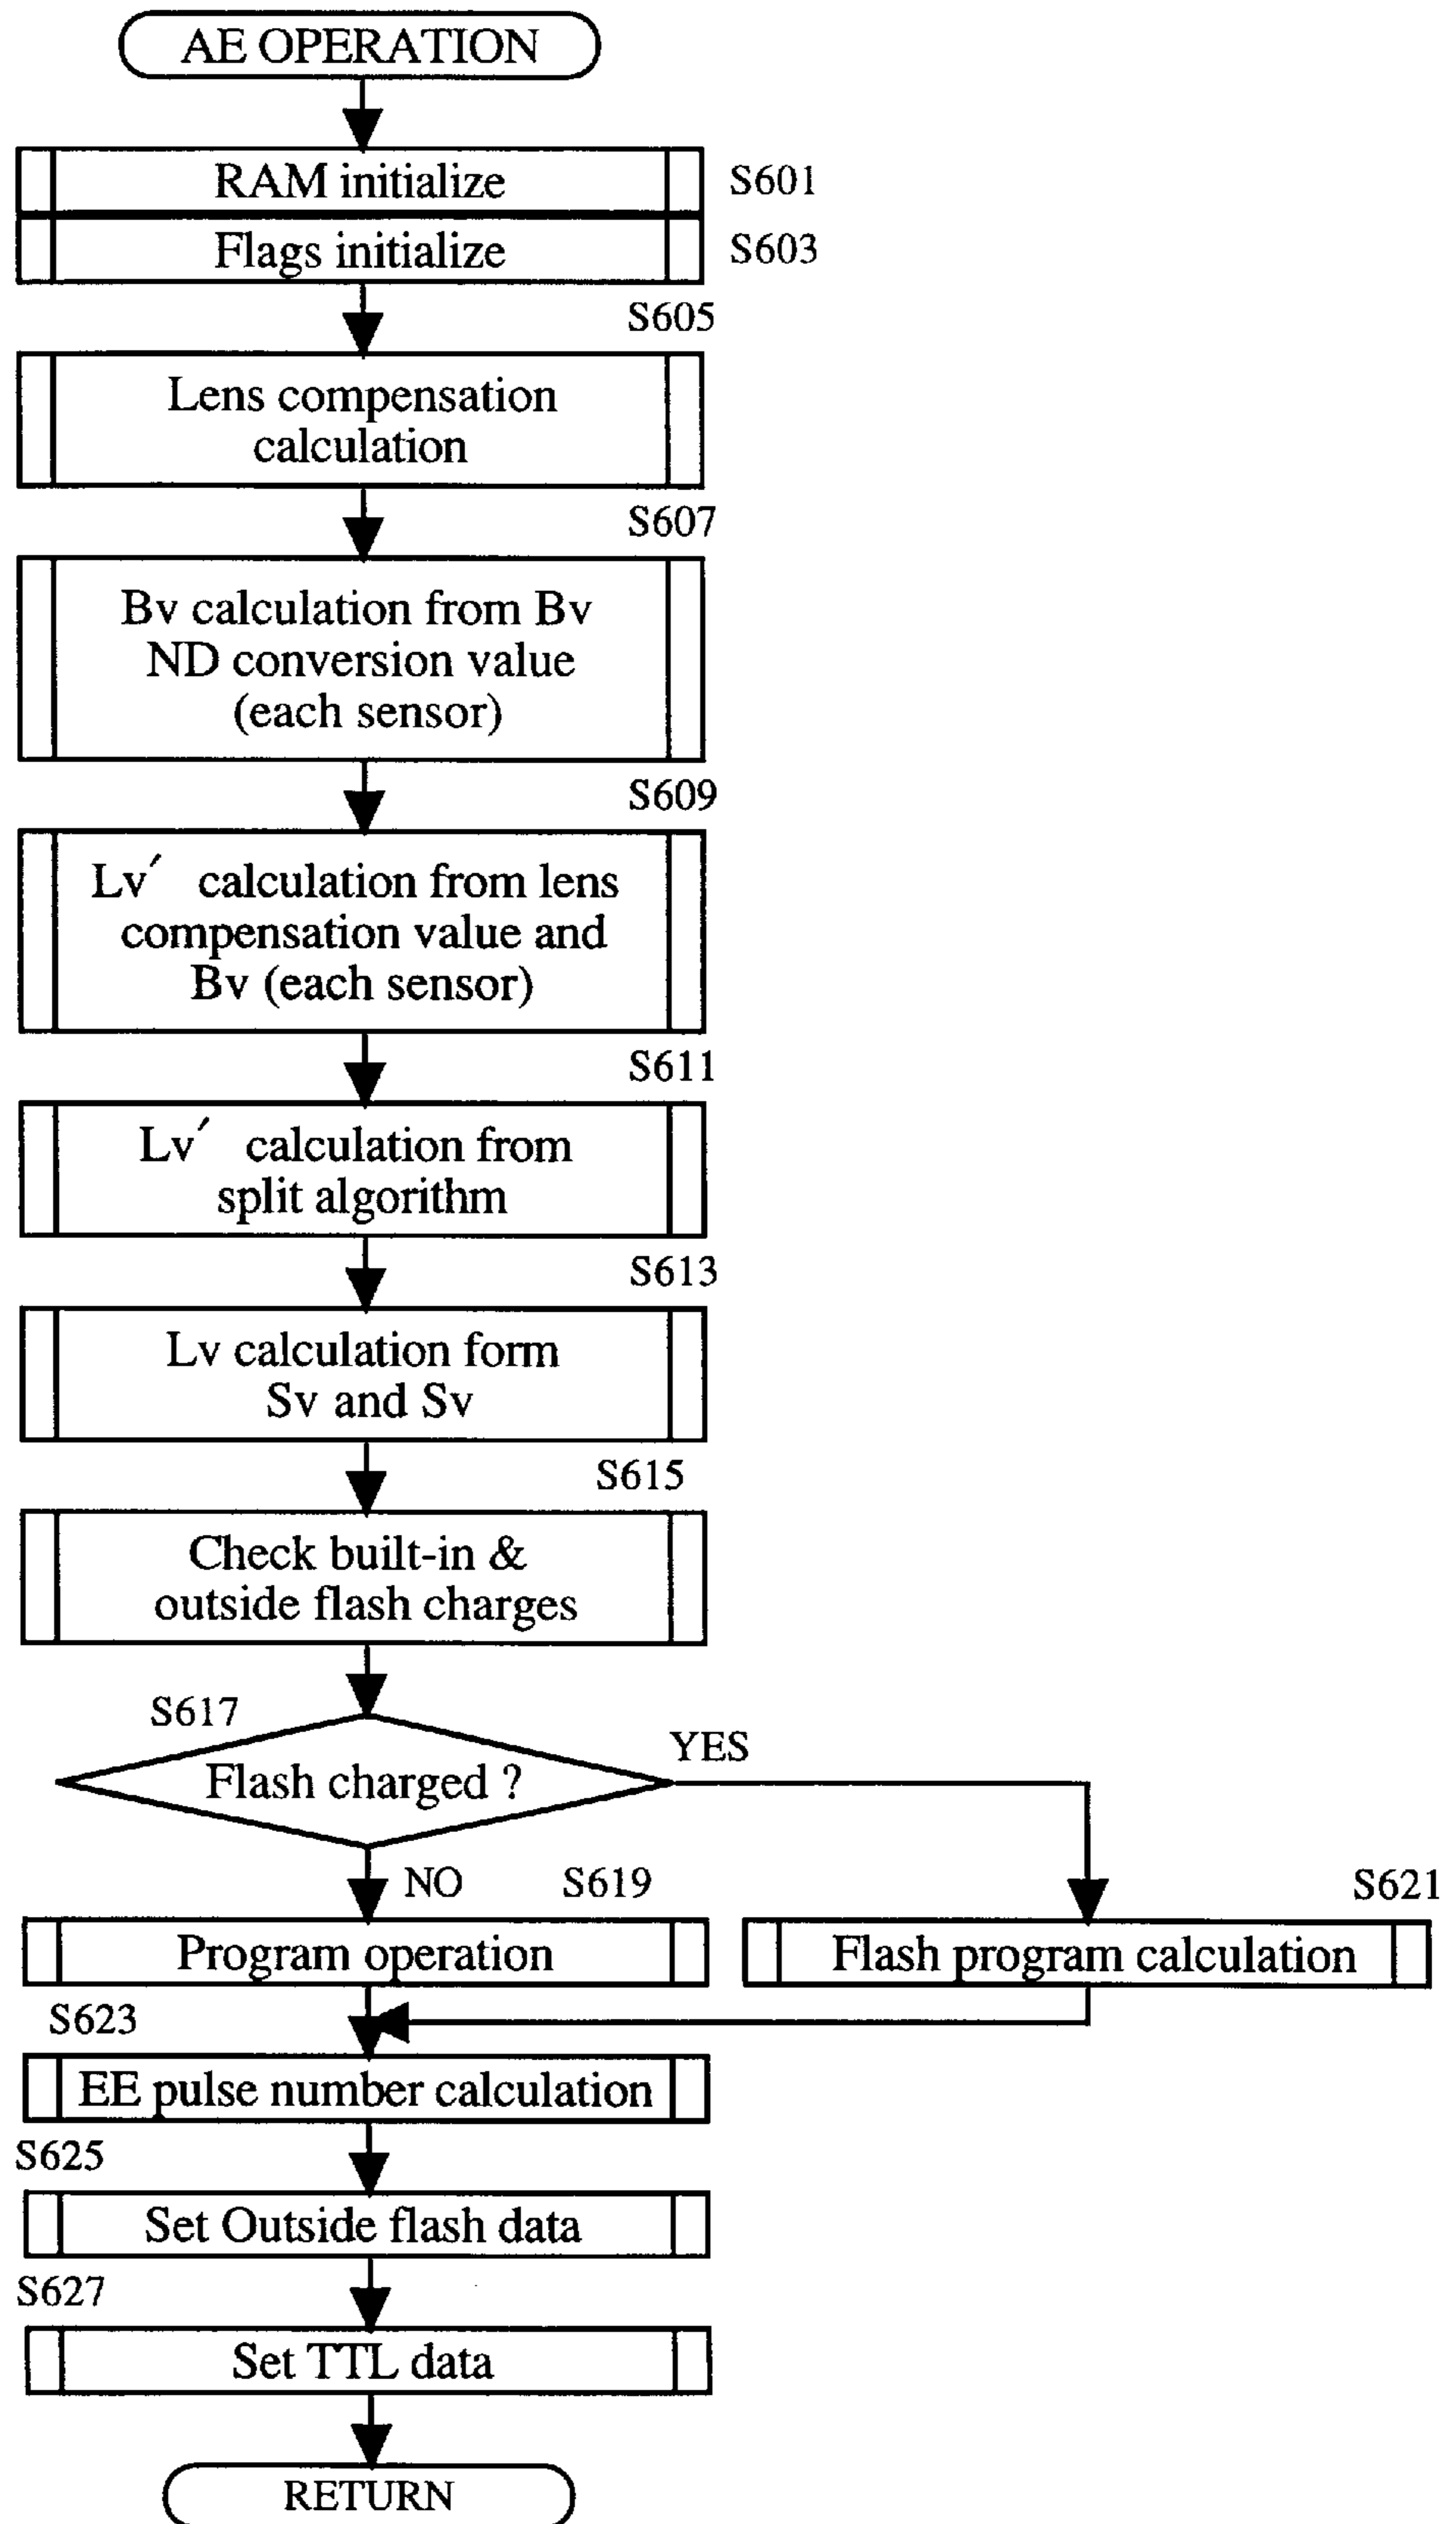 AE OPERATION
RAM initialize
S601
Flags initialize
S603
S605
Lens compensation
calculation
S607
Bv calculation from Bv
ND conversion value
(each sensor)
S609
Lv′ calculation from lens
compensation value and
Bv (each sensor)
S611
Lv′ calculation from
split algorithm
S613
Lv calculation form
Sv and Sv
S615
Check built-in &
outside flash charges
S617
Flash charged ?
YES
NO
S619
S621
Program operation
Flash program calculation
S623
EE pulse number calculation
S625
Set Outside flash data
S627
Set TTL data
RETURN